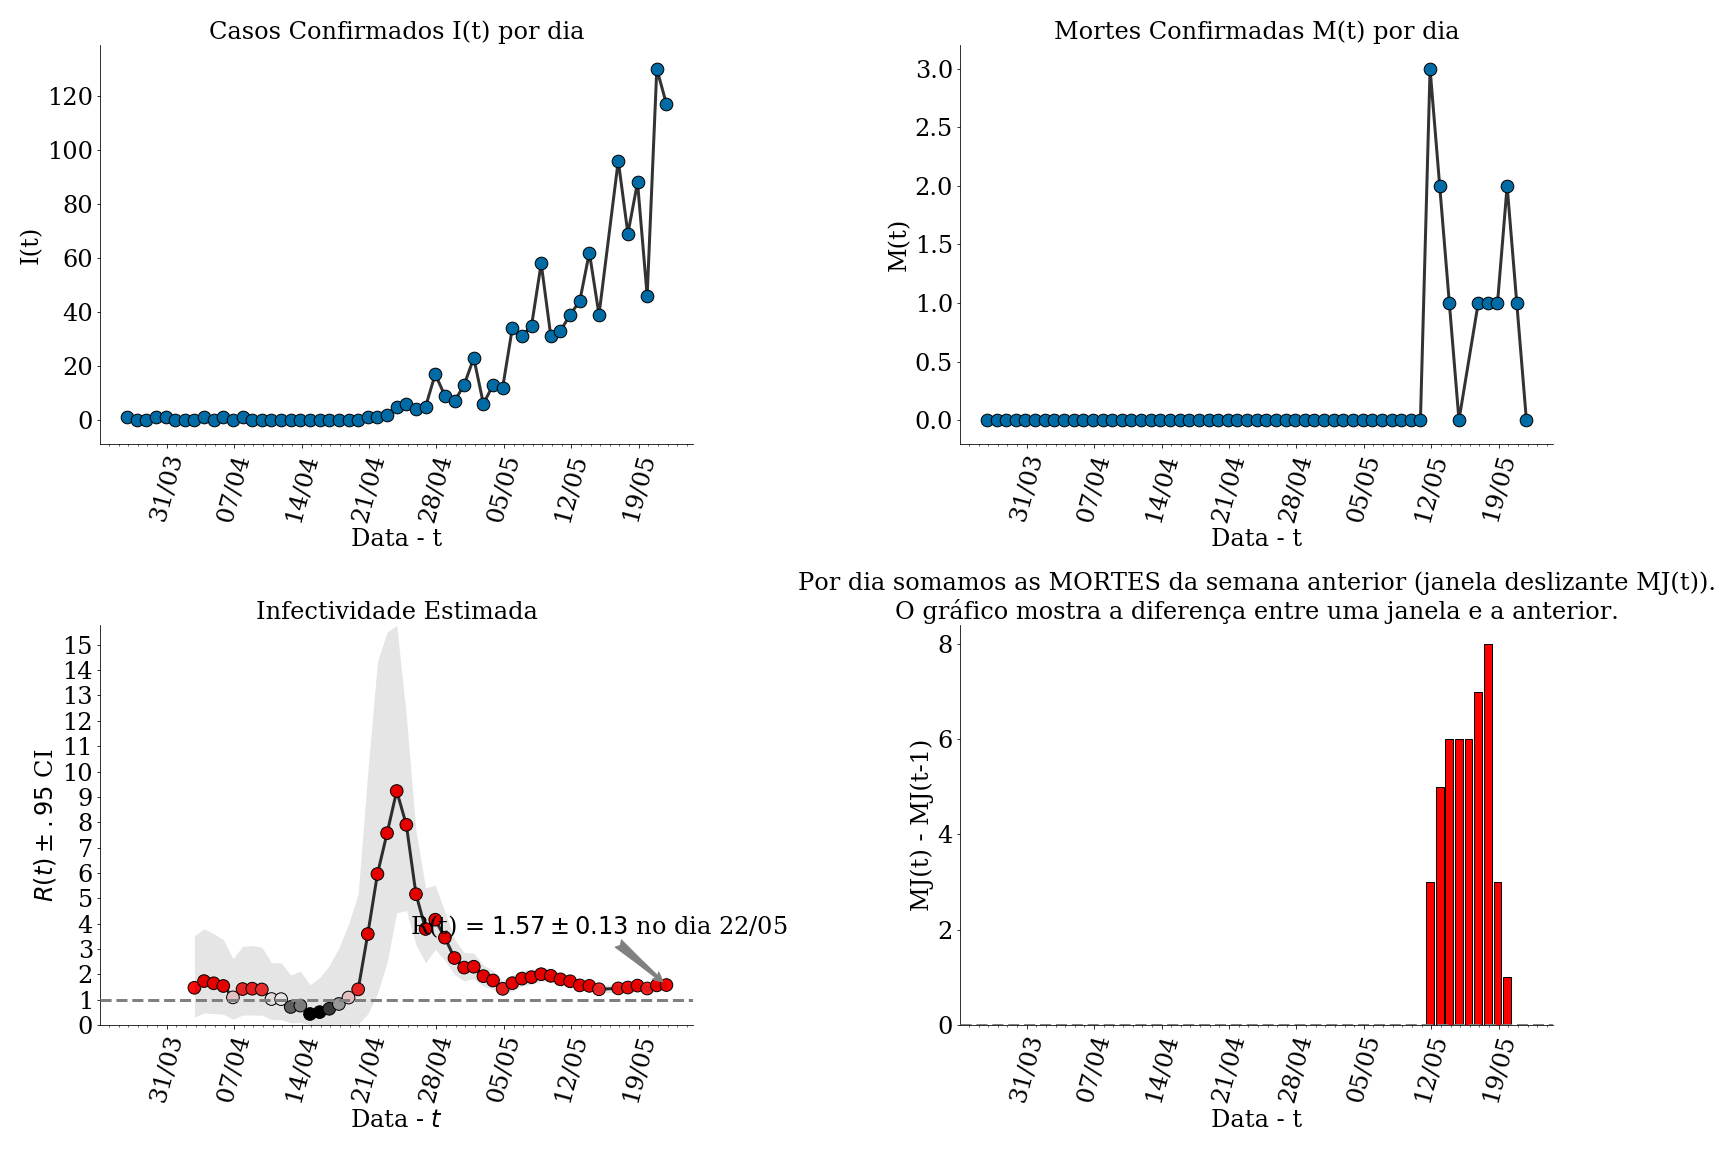 Casos Confirmados I(t) por dia
I(t)
120
100
80
60
40
20
0
31/03 07/04 14/04 21/04 28/04 05/05 12/05 19/05
Data - t
Mortes Confirmadas M(t) por dia
M(t)
3.0
2.5
2.0
1.5
1.0
0.5
0.0
31/03 07/04 14/04 21/04 28/04 05/05 12/05 19/05
Data - t
Infectividade Estimada
R(t) ± .95 CI
15
14
13
12
11
10
9
8
7
6
5
4
3
2
1
0
R(t) = 1.57 ± 0.13 no dia 22/05
31/03 07/04 14/04 21/04 28/04 05/05 12/05 19/05
Data - t
Por dia somamos as MORTES da semana anterior (janela deslizante MJ(t)).
O gráfico mostra a diferença entre uma janela e a anterior.
MJ(t) - MJ(t-1)
8
6
4
2
0
31/03 07/04 14/04 21/04 28/04 05/05 12/05 19/05
Data - t